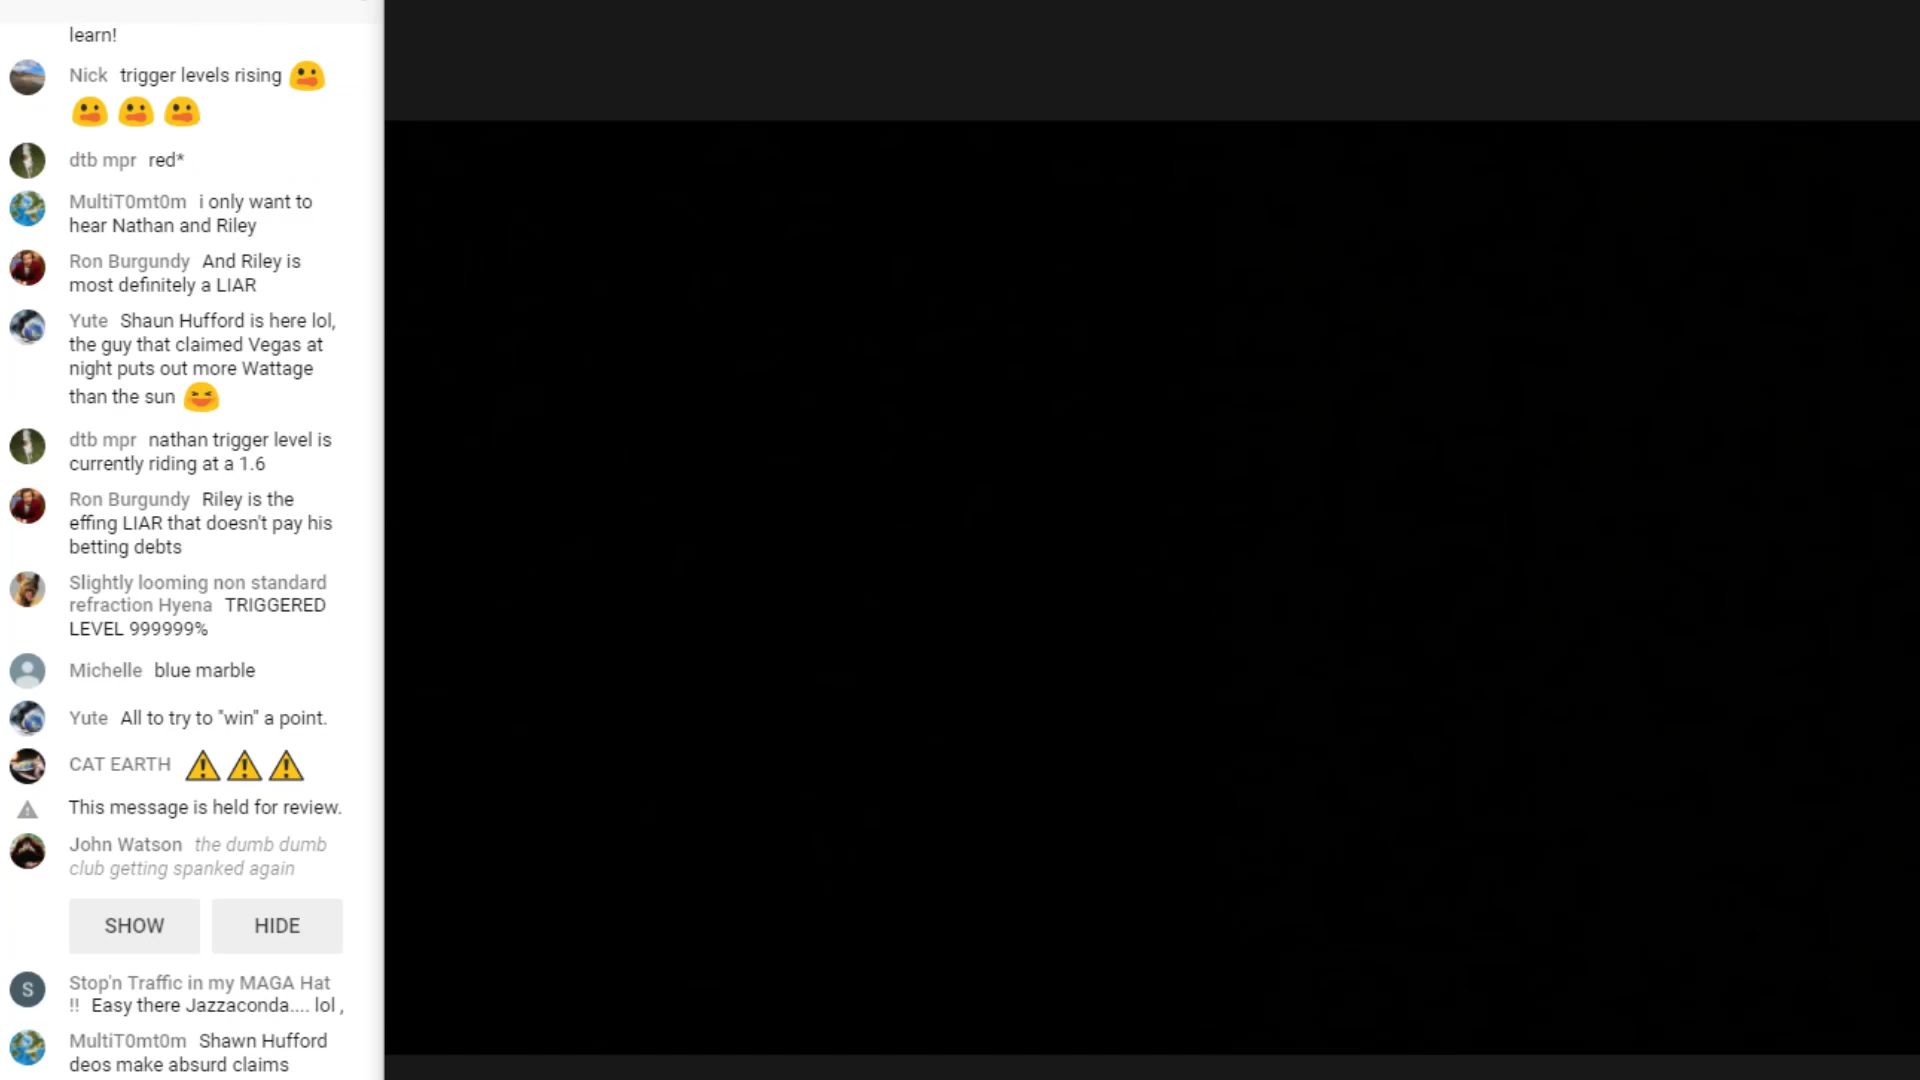 learn!
Nick trigger levels rising
dtb mpr red*
MultiT0mt0m i only want to
hear Nathan and Riley
Ron Burgundy And Riley is
most definitely a LIAR
Yute Shaun Hufford is here lol,
the guy that claimed Vegas at
night puts out more Wattage
than the sun
dtb mpr nathan trigger level is
currently riding at a 1.6
Ron Burgundy Riley is the
effing LIAR that doesn't pay his
betting debts
Slightly looming non standard
refraction Hyena TRIGGERED
LEVEL 999999%
Michelle blue marble
Yute All to try to "win" a point.
CAT EARTH
This message is held for review.
John Watson the dumb dumb
club getting spanked again
SHOW HIDE
S
Stop'n Traffic in my MAGA Hat
!! Easy there Jazzaconda.... lol ,
MultiT0mt0m Shawn Hufford
deos make absurd claims